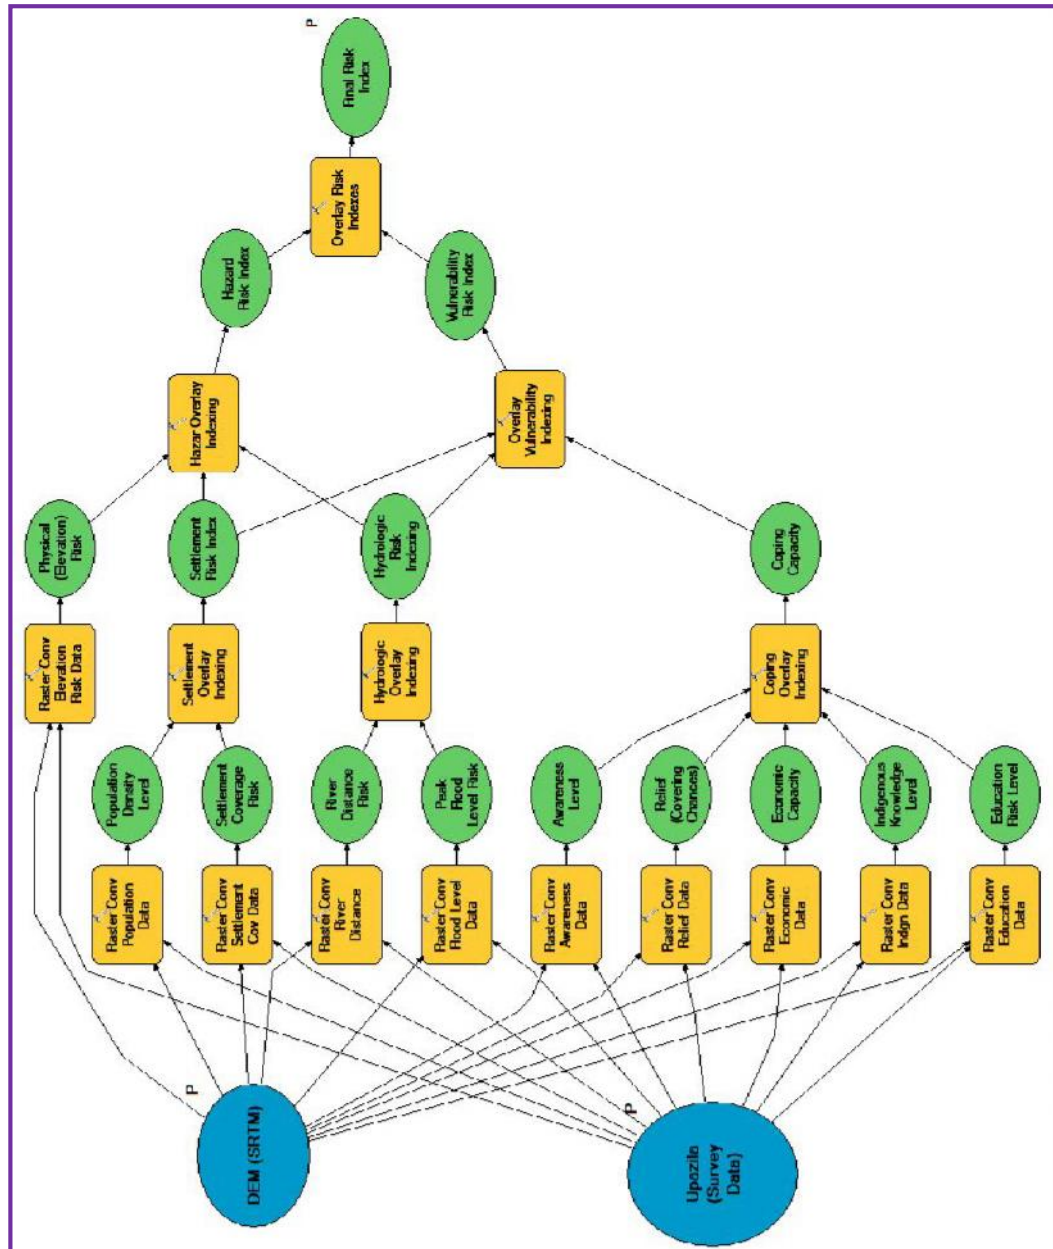 P
DEM (SRTM)
P
Upazila
(Survey
Data)
Raster Conv
Population
Data
Raster Conv
Settlement
Cov Data
Raster Conv
River
Distance
Raster Conv
Flood Level
Data
Raster Conv
Awareness
Data
Raster Conv
Relief Data
Raster Conv
Economic
Data
Raster Conv
Indign Data
Raster Conv
Education
Data
Population
Density
Level
Settlement
Coverage
Risk
River
Distance
Risk
Peak
Flood
Level Risk
Awareness
Level
Relief
(Covering
Chances)
Economic
Capacity
Indigenous
Knowledge
Level
Education
Risk Level
Raster Conv
Elevation
Risk Data
Settlement
Overlay
Indexing
Hydrologic
Overlay
Indexing
Coping
Overlay
Indexing
Physical
(Elevation)
Risk
Settlement
Risk Index
Hydrologic
Risk
Indexing
Coping
Capacity
Hazar Overlay
Indexing
Overlay
Vulnerability
Indexing
Hazard
Risk Index
Vulnerability
Risk Index
Overlay Risk
Indexes
P
Final Risk
Index